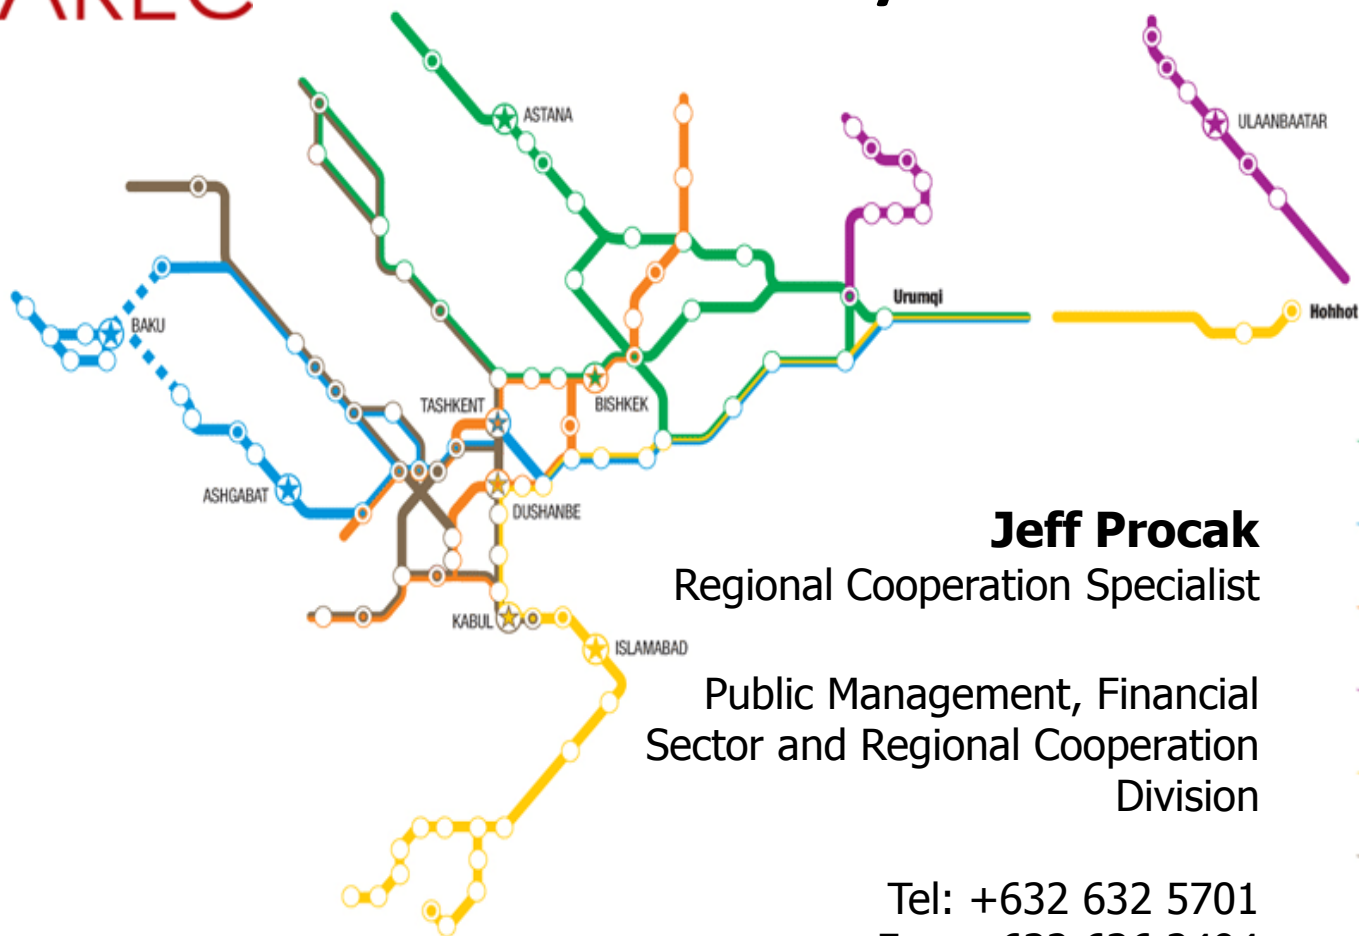 ASTANA
ULAANBAATAR
Urumqi
Hohhot
BAKU
TASHKENT
BISHKEK
ASHGABAT
DUSHANBE
Jeff Procak
Regional Cooperation Specialist
KABUL
ISLAMABAD
Public Management, Financial
Sector and Regional Cooperation
Division
Tel: +632 632 5701